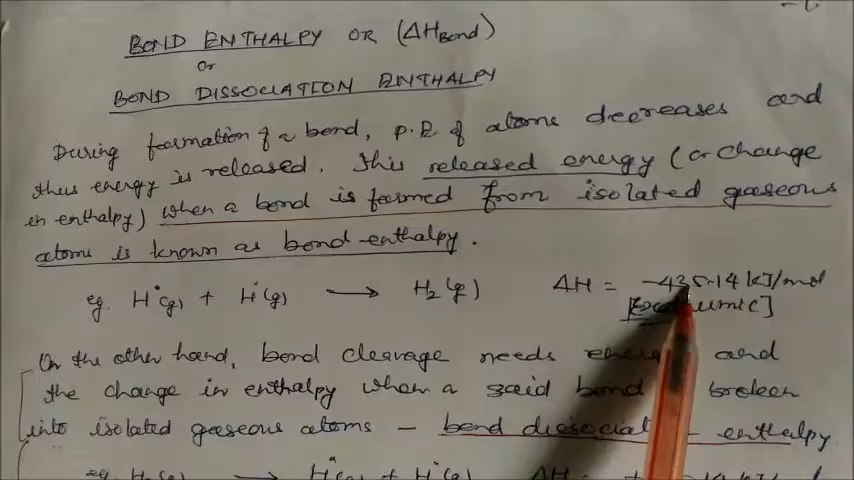 BOND ENTHALPY OR (ΔHBond)
or
BOND DISSOCIATION ENTHALPY
During formation of a bond, P.E of atoms decreases and
thus energy is released. This released energy (or change
in enthalpy) when a bond is formed from isolated gaseous
atoms is known as bond enthalpy.
eg. H•(g) + H•(g) ⟶ H2(g) ΔH = -435.14 kJ/mol
On the other hand, bond cleavage needs and
the change in enthalpy when a said bond broken
into isolated gaseous atoms - bond enthalpy
eg. ⟶ H•(g) + H•(g) ΔH